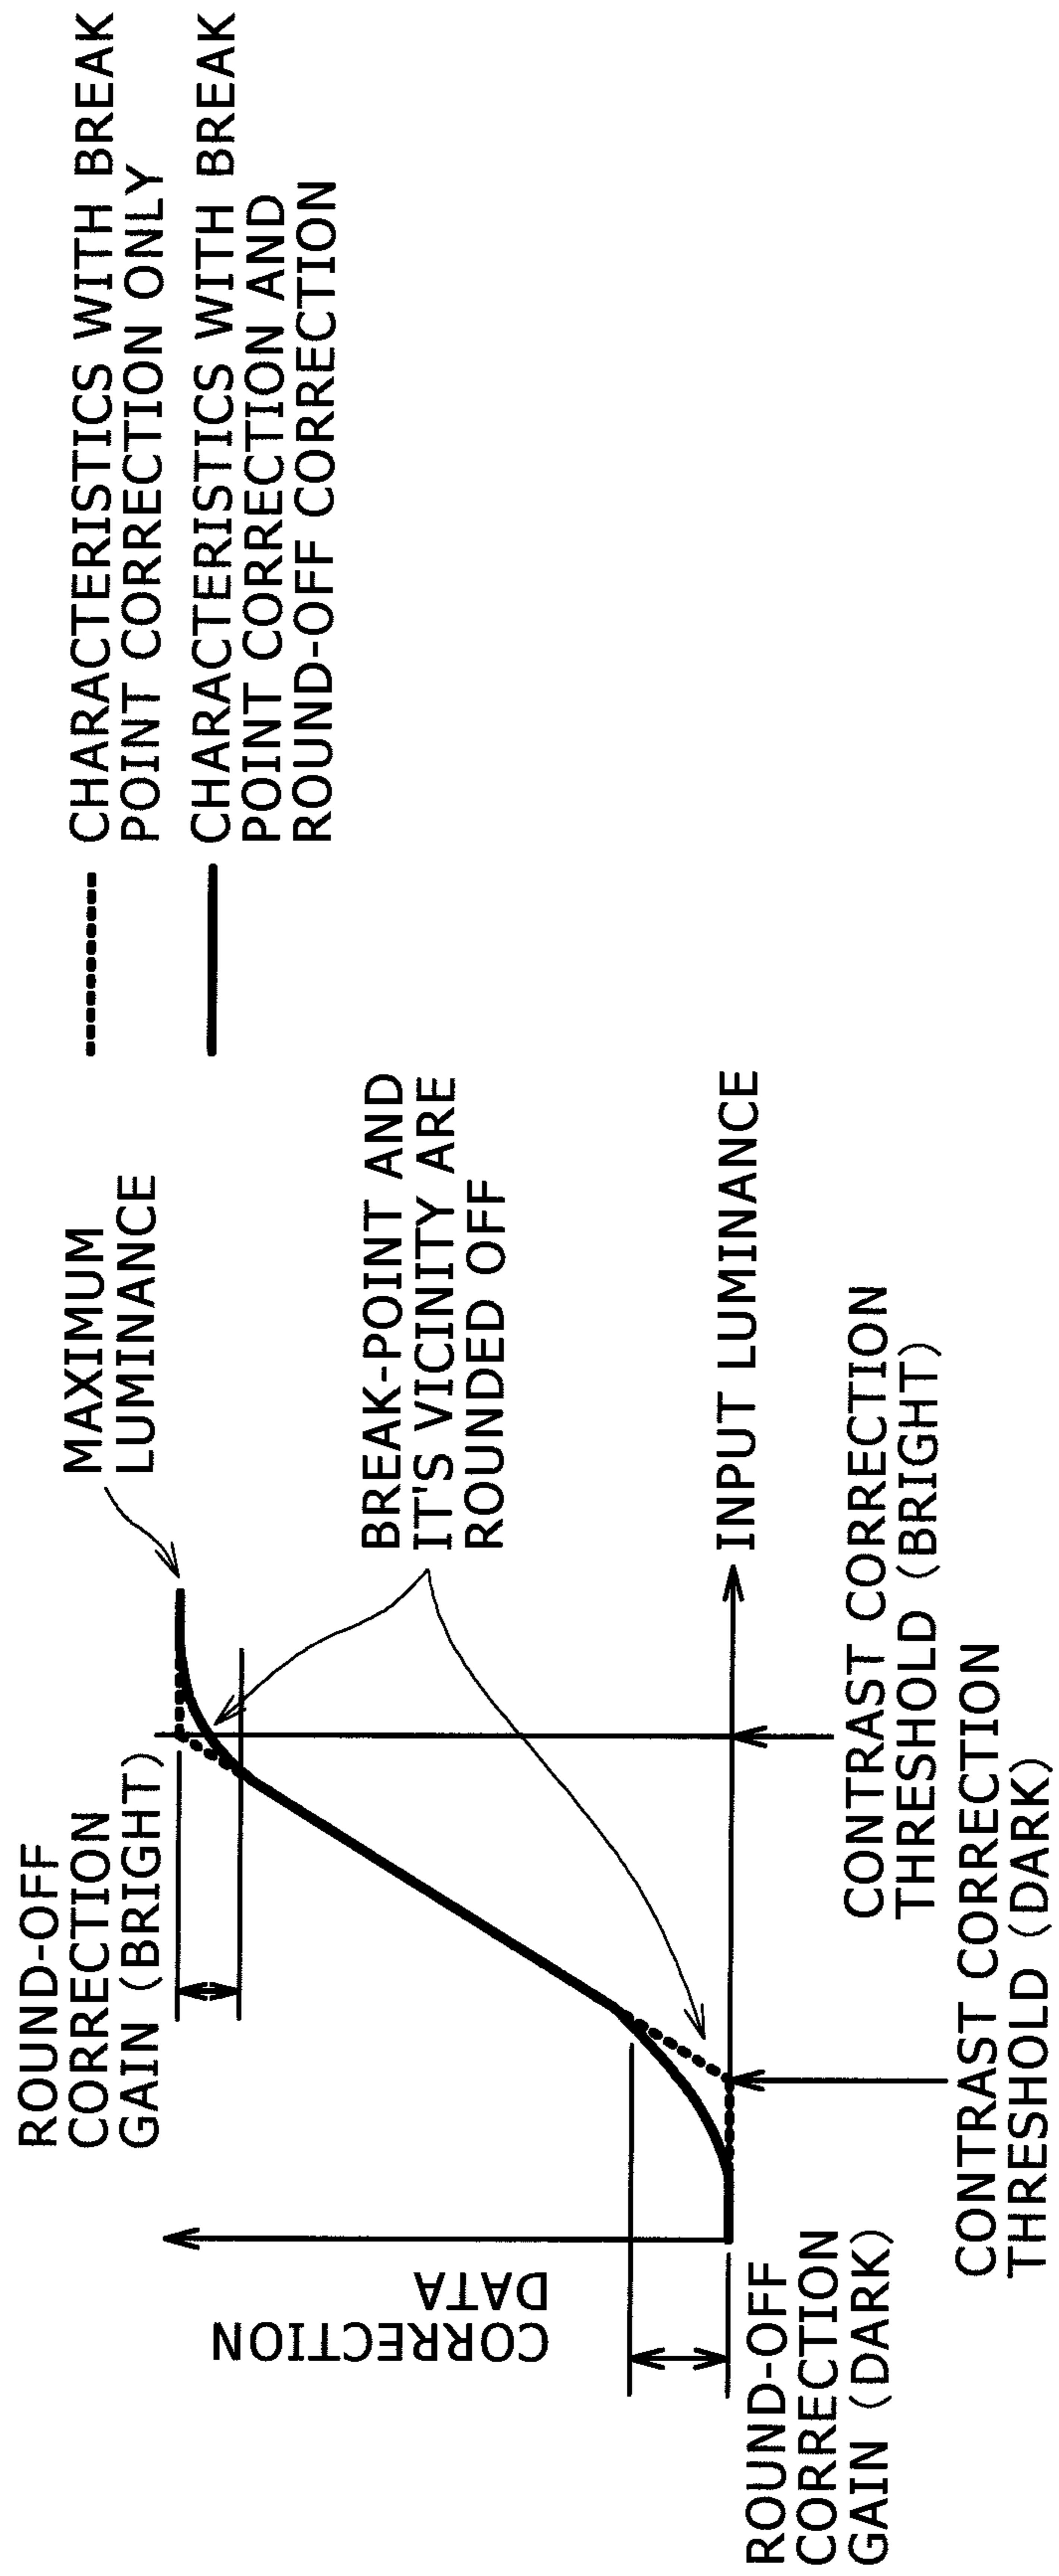 ROUND-OFF
CORRECTION
GAIN (BRIGHT)
MAXIMUM
LUMINANCE
CHARACTERISTICS WITH BREAK
POINT CORRECTION ONLY
CHARACTERISTICS WITH BREAK
POINT CORRECTION AND
ROUND-OFF CORRECTION
CORRECTION
DATA
BREAK-POINT AND
IT'S VICINITY ARE
ROUNDED OFF
INPUT LUMINANCE
ROUND-OFF
CORRECTION
GAIN (DARK)
CONTRAST CORRECTION
THRESHOLD (BRIGHT)
CONTRAST CORRECTION
THRESHOLD (DARK)